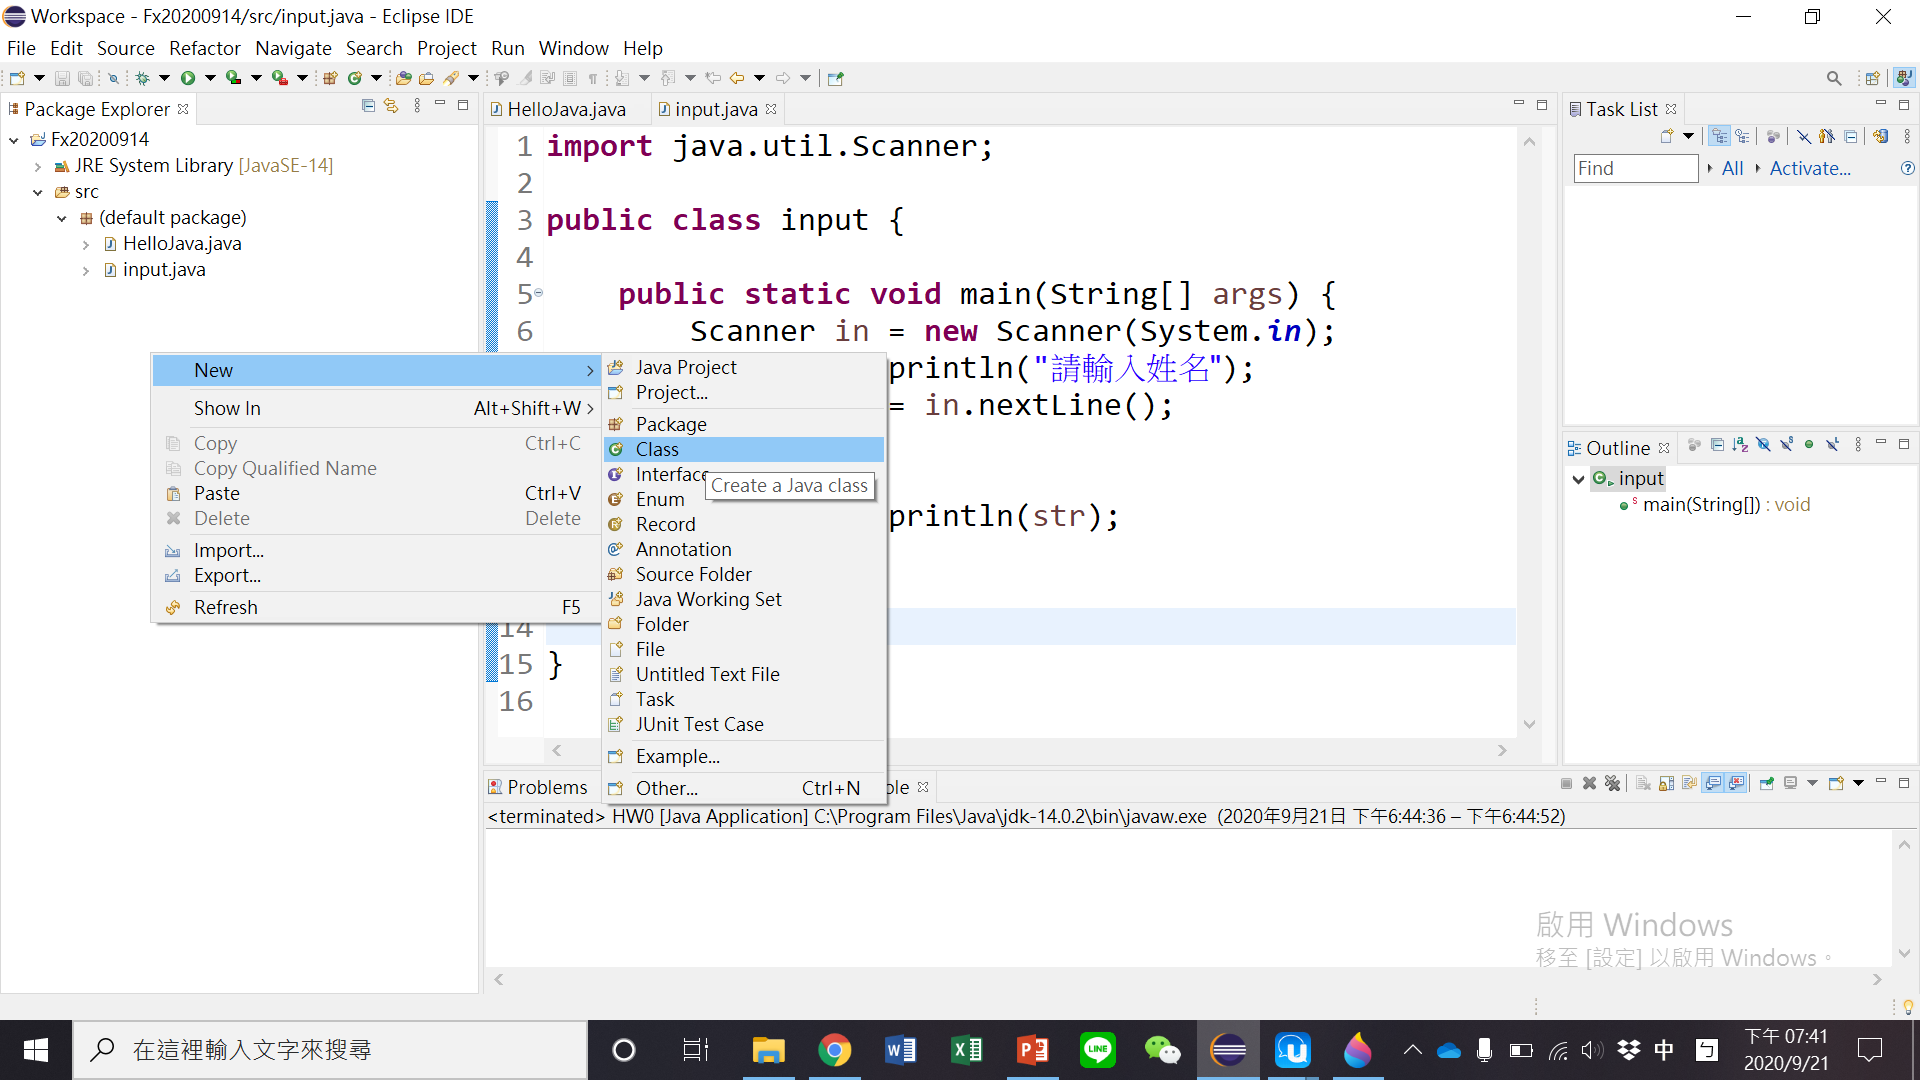 Workspace - Fx20200914/src/input.java - Eclipse IDE
File Edit Source Refactor Navigate Search Project Run Window Help
Package Explorer
Fx20200914
JRE System Library [JavaSE-14]
src
(default package)
HelloJava.java
input.java
New
Show In Alt+Shift+W
Copy Ctrl+C
Copy Qualified Name
Paste Ctrl+V
Delete Delete
Import...
Export...
Refresh F5
Java Project
Project...
Package
Class
Interface
Create a Java class
Enum
Record
Annotation
Source Folder
Java Working Set
Folder
File
Untitled Text File
Task
JUnit Test Case
Example...
Other... Ctrl+N
HelloJava.java input.java
1 import java.util.Scanner;
2
3 public class input {
4
5 public static void main(String[] args) {
6 Scanner in = new Scanner(System.in);
println("請輸入姓名");
= in.nextLine();
println(str);
14
15 }
16
Task List
Find All Activate...
Outline
input
main(String[]) : void
Problems ole
<terminated> HW0 [Java Application] C:\Program Files\Java\jdk-14.0.2\bin\javaw.exe (2020年9月21日 下午6:44:36 – 下午6:44:52)
啟用 Windows
移至 [設定] 以啟用 Windows。
在這裡輸入文字來搜尋
LINE
中
ㄅ
下午 07:41
2020/9/21